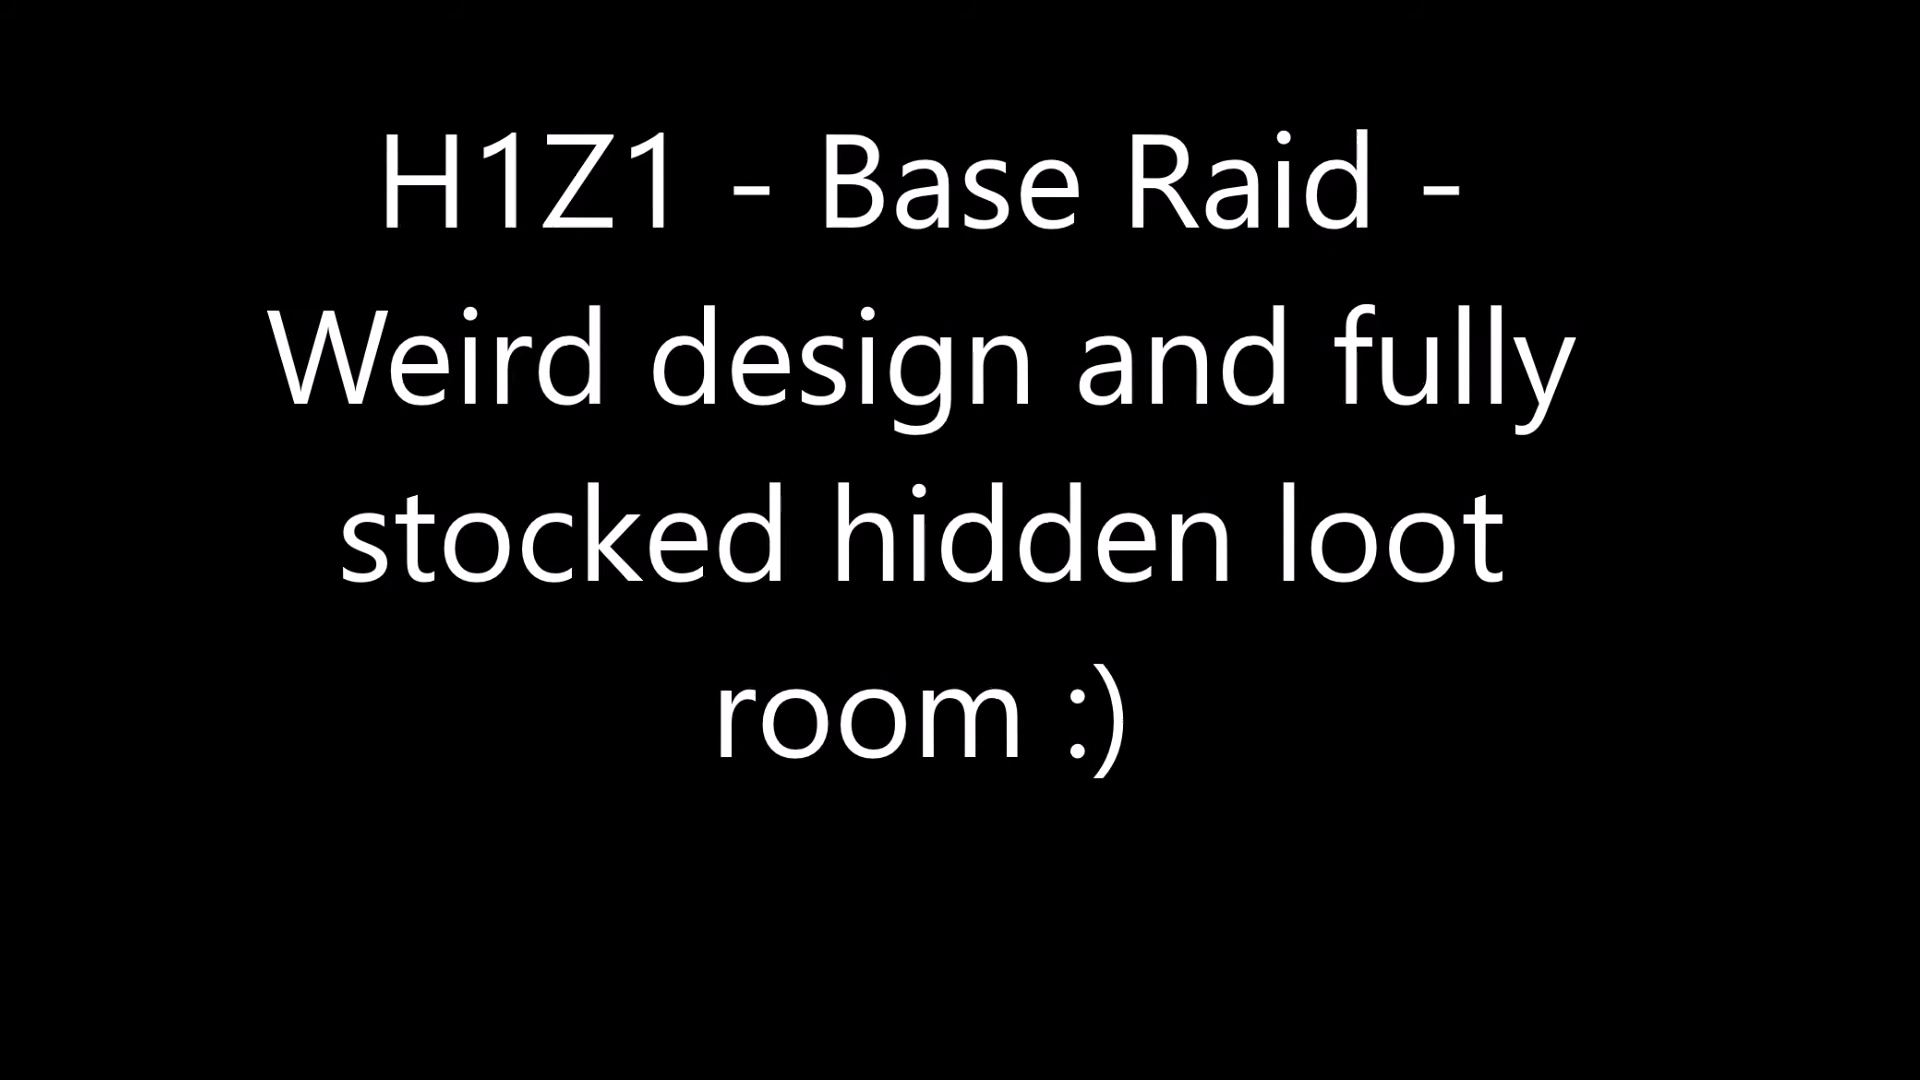 H1Z1 - Base Raid -
Weird design and fully
stocked hidden loot
room :)